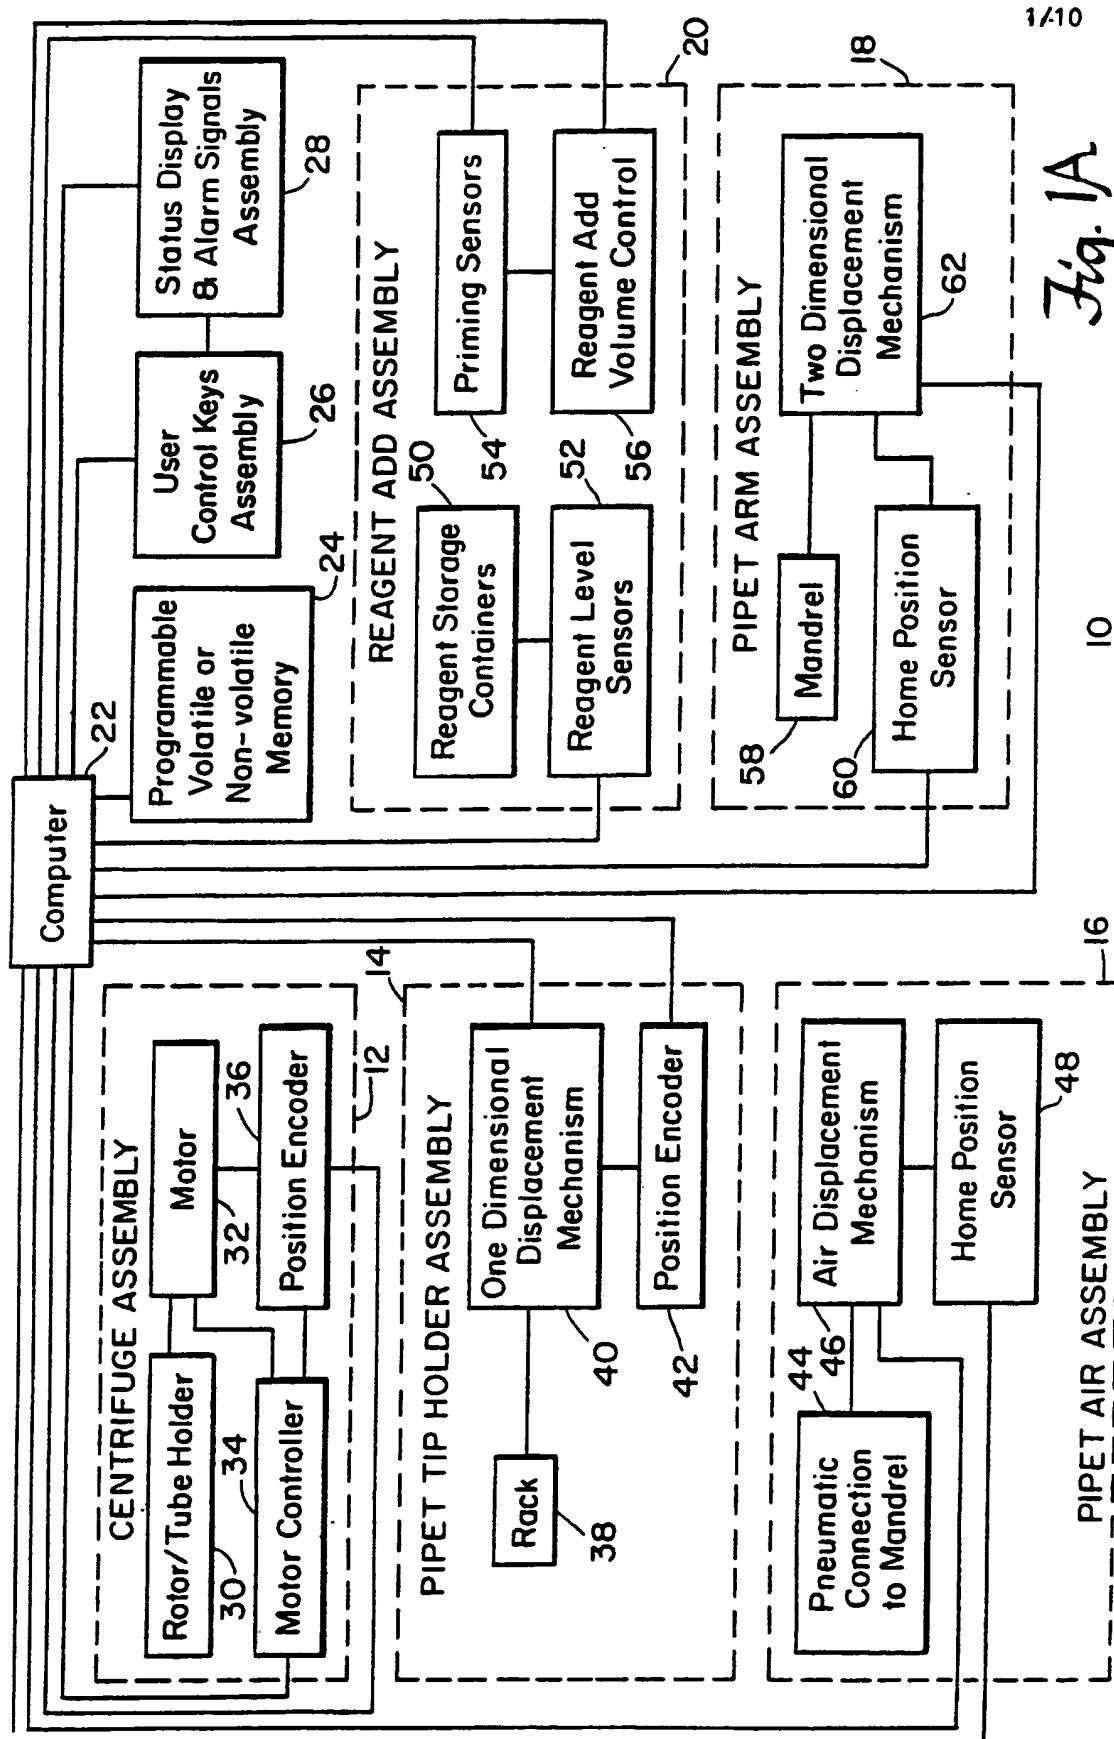 1/10
Computer
22
CENTRIFUGE ASSEMBLY
Rotor/Tube Holder
30
Motor
32
Motor Controller
34
Position Encoder
36
12
PIPET TIP HOLDER ASSEMBLY
14
Rack
38
One Dimensional
Displacement
Mechanism
40
Position Encoder
42
PIPET AIR ASSEMBLY
16
Pneumatic
Connection
to Mandrel
44
Air Displacement
Mechanism
46
Home Position
Sensor
48
Programmable
Volatile or
Non-volatile
Memory
24
User
Control Keys
Assembly
26
Status Display
& Alarm Signals
Assembly
28
REAGENT ADD ASSEMBLY
20
Reagent Storage
Containers
50
Reagent Level
Sensors
52
Priming Sensors
54
Reagent Add
Volume Control
56
PIPET ARM ASSEMBLY
18
Mandrel
58
Home Position
Sensor
60
Two Dimensional
Displacement
Mechanism
62
10
Fig. 1A